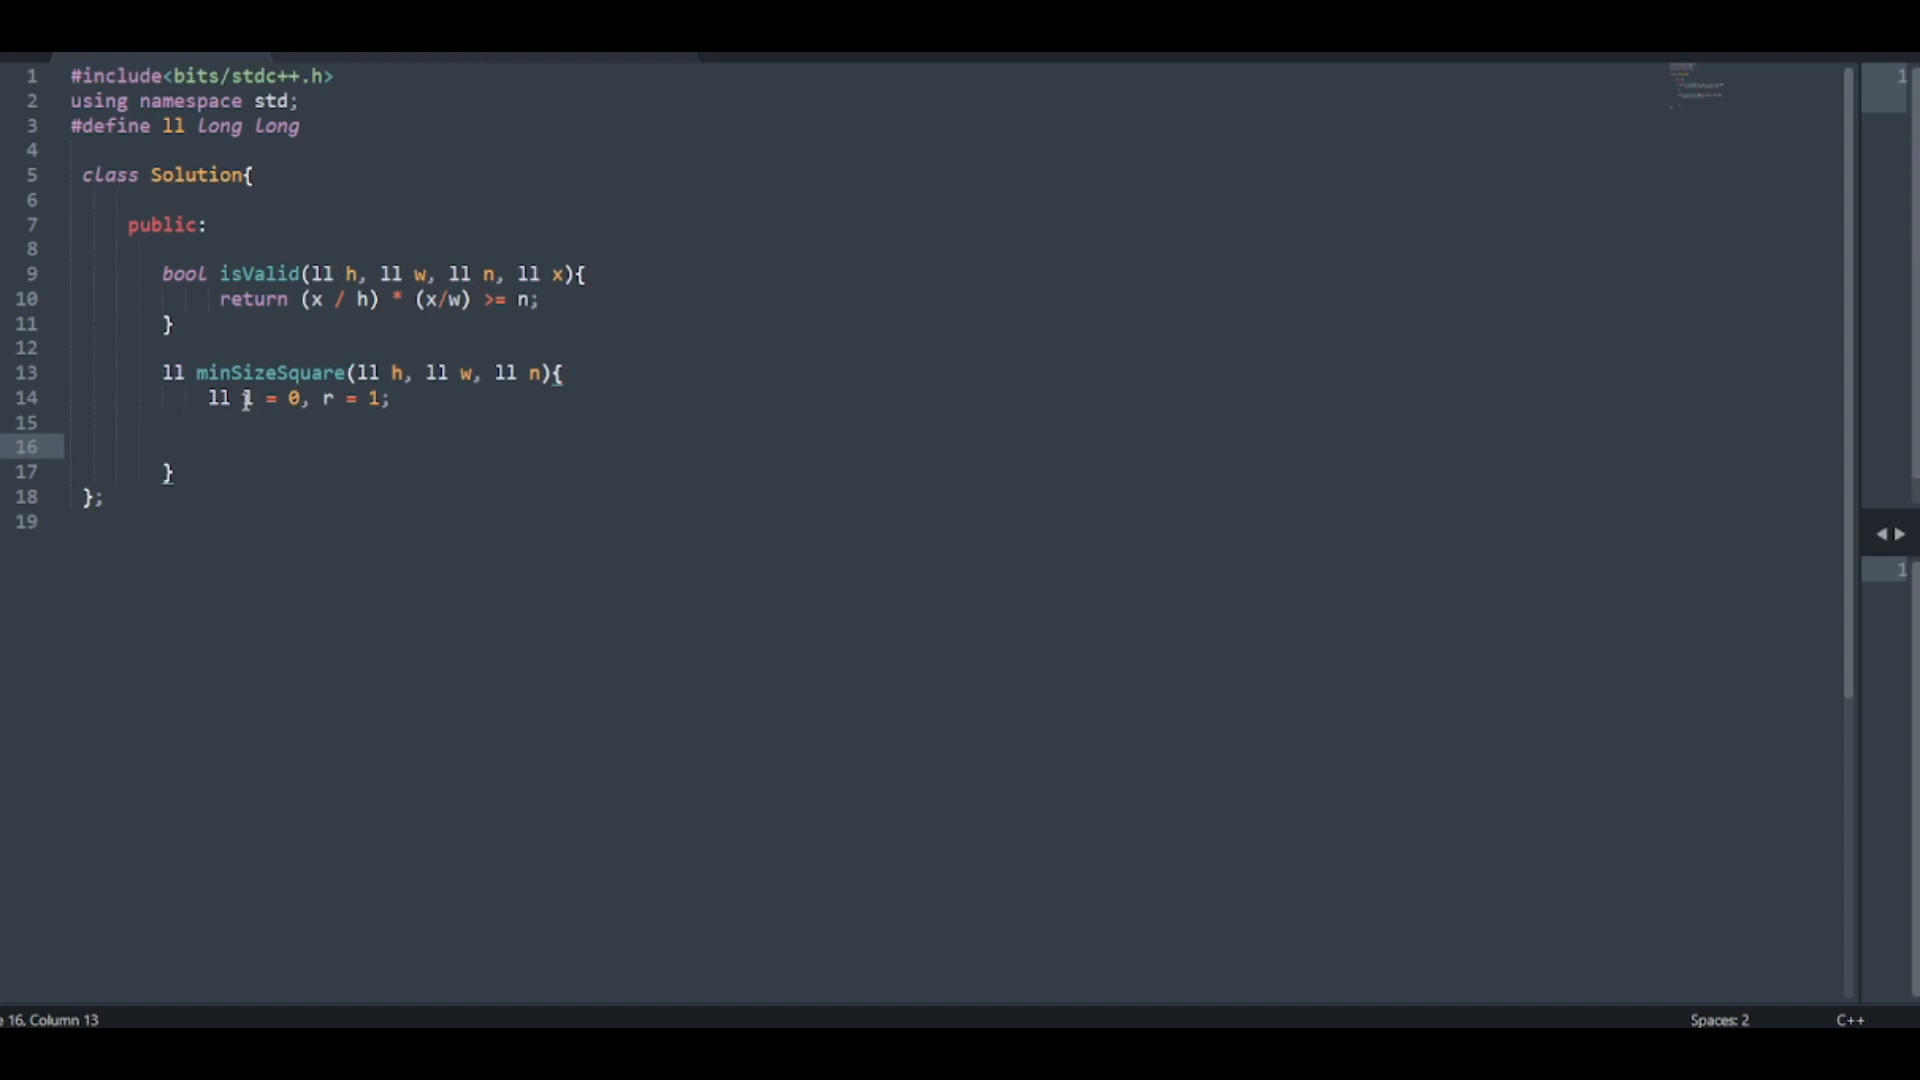 1 #include<bits/stdc++.h>
2 using namespace std;
3 #define ll long long
4
5 class Solution{
6
7 public:
8
9 bool isValid(ll h, ll w, ll n, ll x){
10 return (x / h) * (x/w) >= n;
11 }
12
13 ll minSizeSquare(ll h, ll w, ll n){
14 ll l = 0, r = 1;
15
16
17 }
18 };
19
1
1
16, Column 13
Spaces: 2
C++